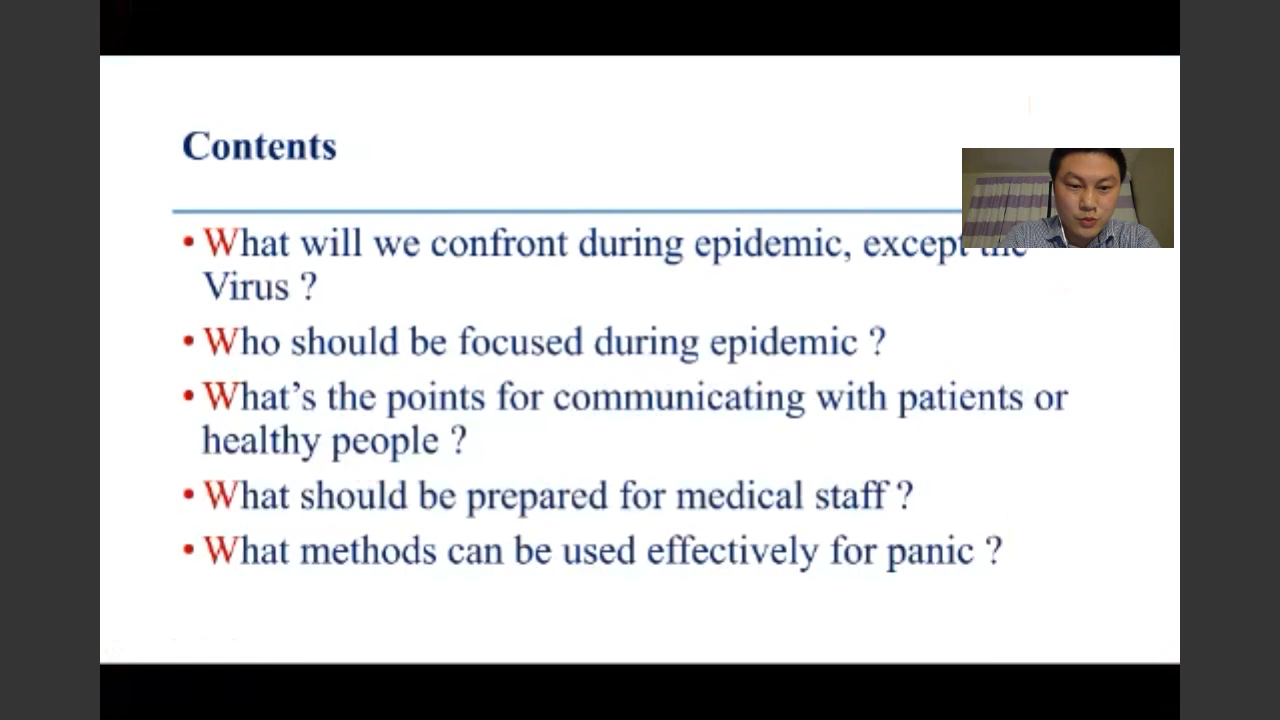 Contents
• What will we confront during epidemic, except the
Virus ?
• Who should be focused during epidemic ?
• What’s the points for communicating with patients or
healthy people ?
• What should be prepared for medical staff ?
• What methods can be used effectively for panic ?